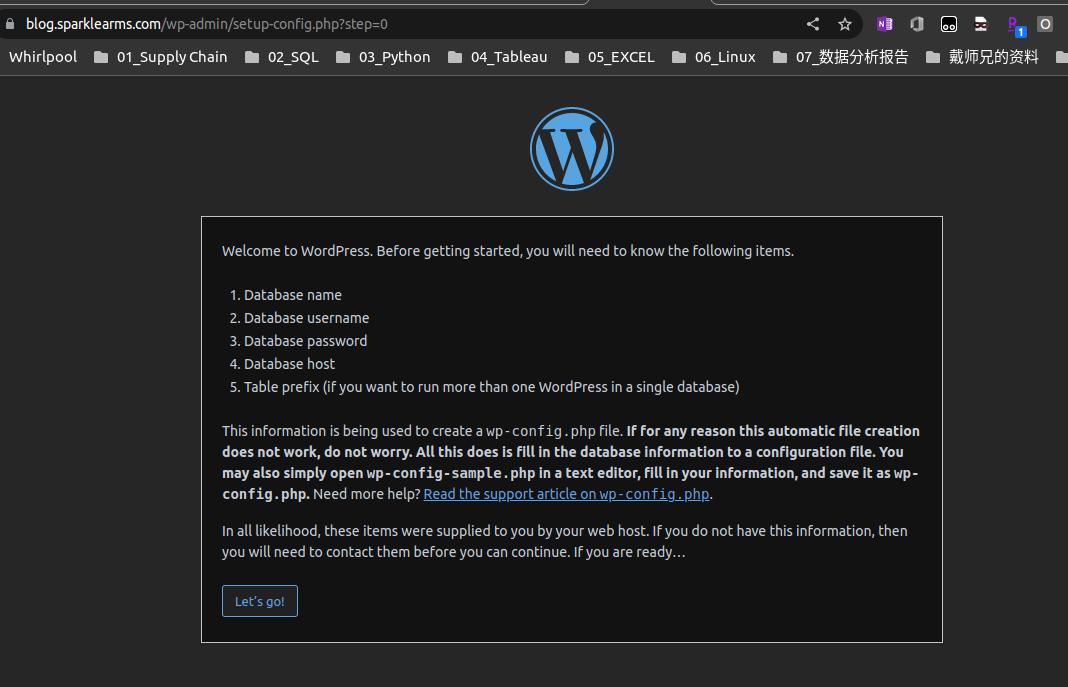 blog.sparklearms.com/wp-admin/setup-config.php?step=0
N
1
O
Whirlpool 01_Supply Chain 02_SQL 03_Python 04_Tableau 05_EXCEL 06_Linux 07_数据分析报告 戴师兄的资料
W
Welcome to WordPress. Before getting started, you will need to know the following items.
1. Database name
2. Database username
3. Database password
4. Database host
5. Table prefix (if you want to run more than one WordPress in a single database)
This information is being used to create a wp-config.php file. If for any reason this automatic file creation
does not work, do not worry. All this does is fill in the database information to a configuration file. You
may also simply open wp-config-sample.php in a text editor, fill in your information, and save it as wp-
config.php. Need more help? Read the support article on wp-config.php.
In all likelihood, these items were supplied to you by your web host. If you do not have this information, then
you will need to contact them before you can continue. If you are ready…
Let's go!